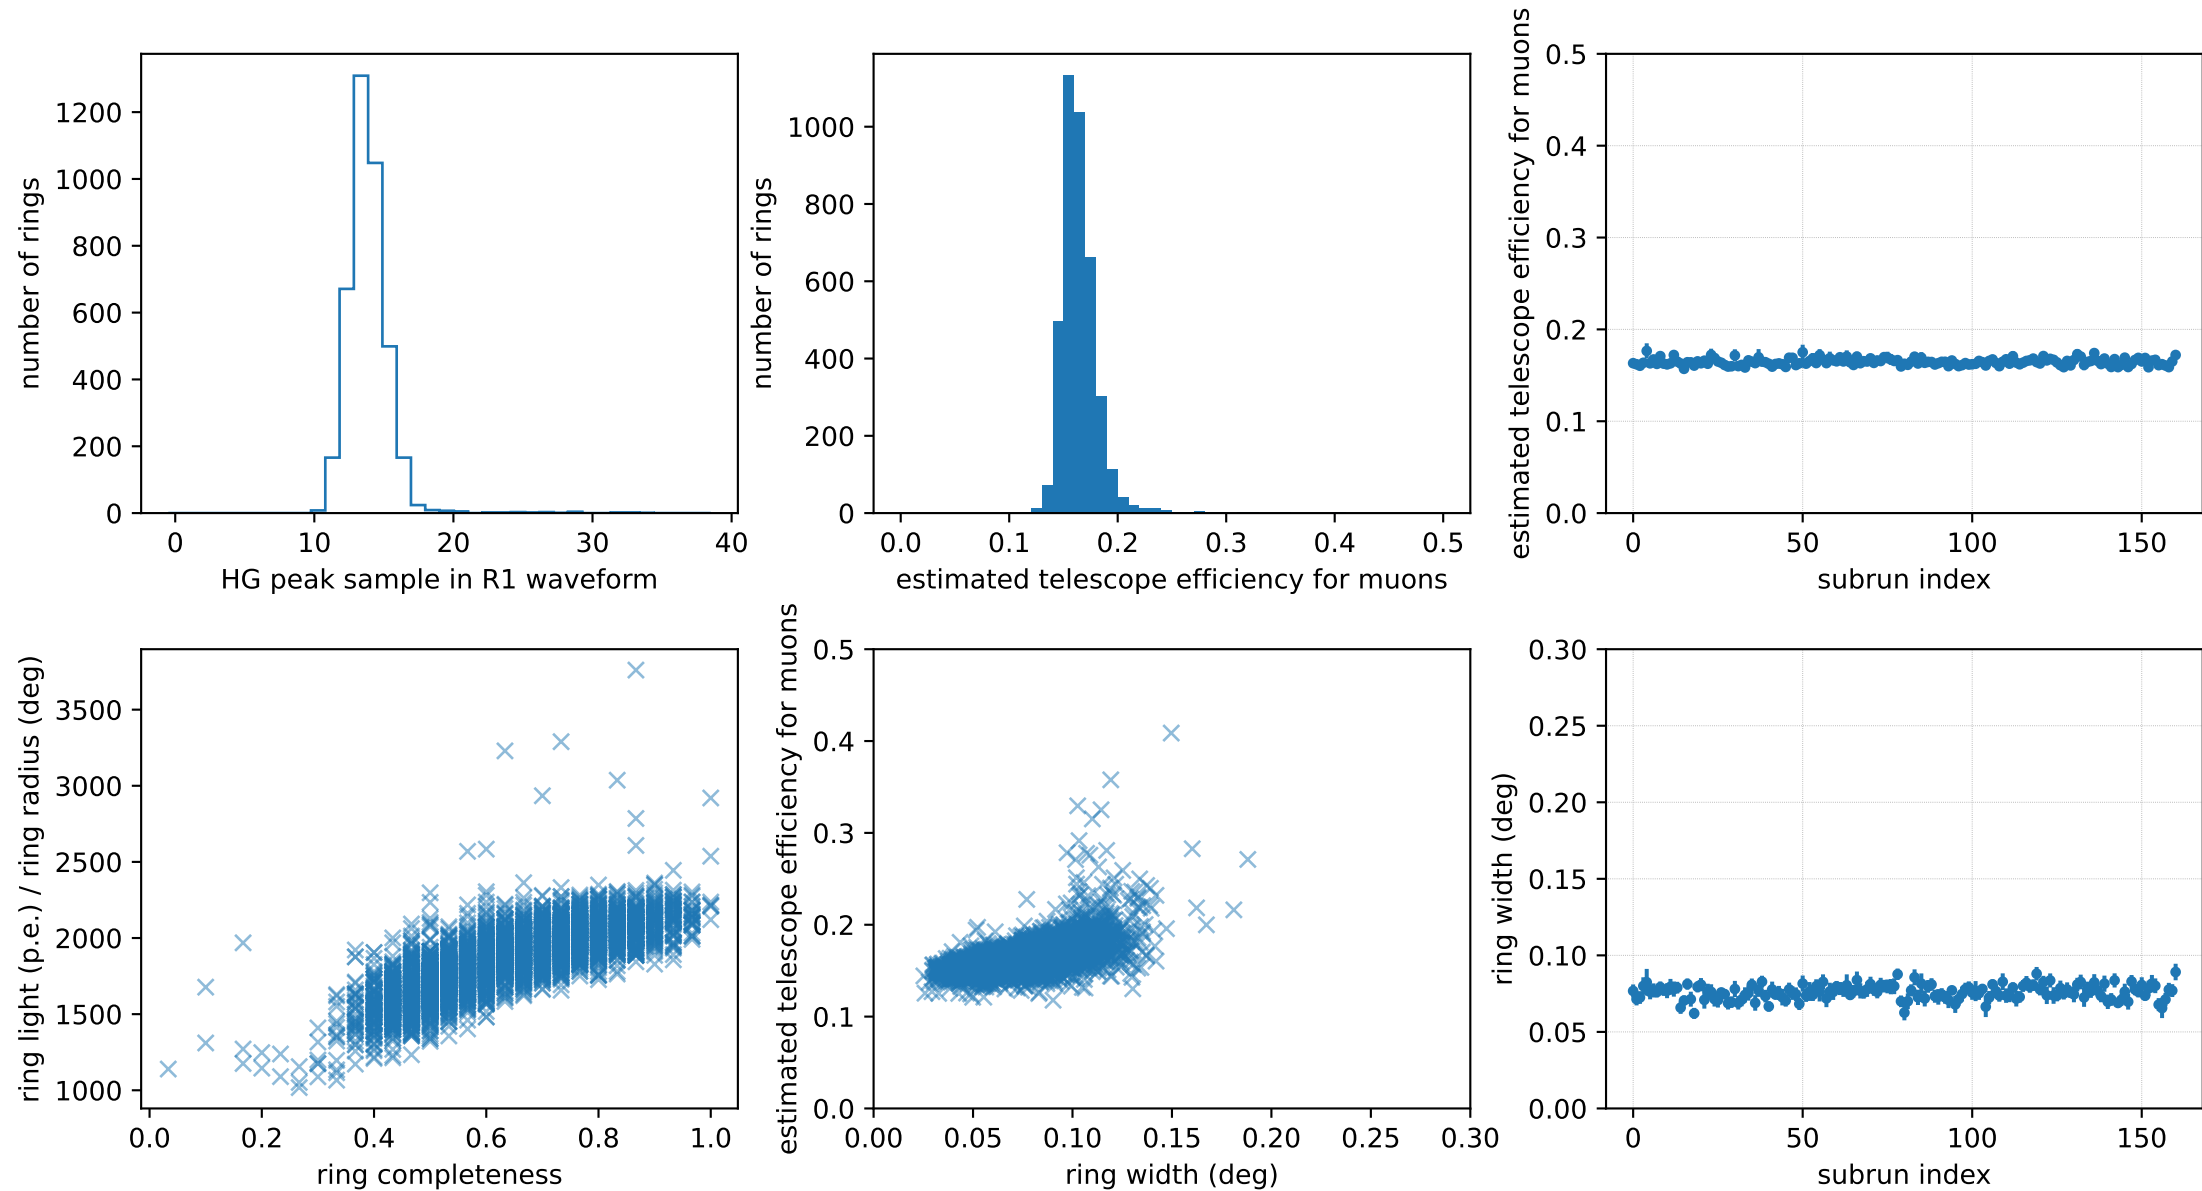 number of rings
1200
1000
800
600
400
200
0
0 10 20 30 40
HG peak sample in R1 waveform
number of rings
1000
800
600
400
200
0
0.0 0.1 0.2 0.3 0.4 0.5
estimated telescope efficiency for muons
estimated telescope efficiency for muons
0.5
0.4
0.3
0.2
0.1
0.0
0 50 100 150
subrun index
ring light (p.e.) / ring radius (deg)
3500
3000
2500
2000
1500
1000
0.0 0.2 0.4 0.6 0.8 1.0
ring completeness
estimated telescope efficiency for muons
0.5
0.4
0.3
0.2
0.1
0.0
0.00 0.05 0.10 0.15 0.20 0.25 0.30
ring width (deg)
ring width (deg)
0.30
0.25
0.20
0.15
0.10
0.05
0.00
0 50 100 150
subrun index